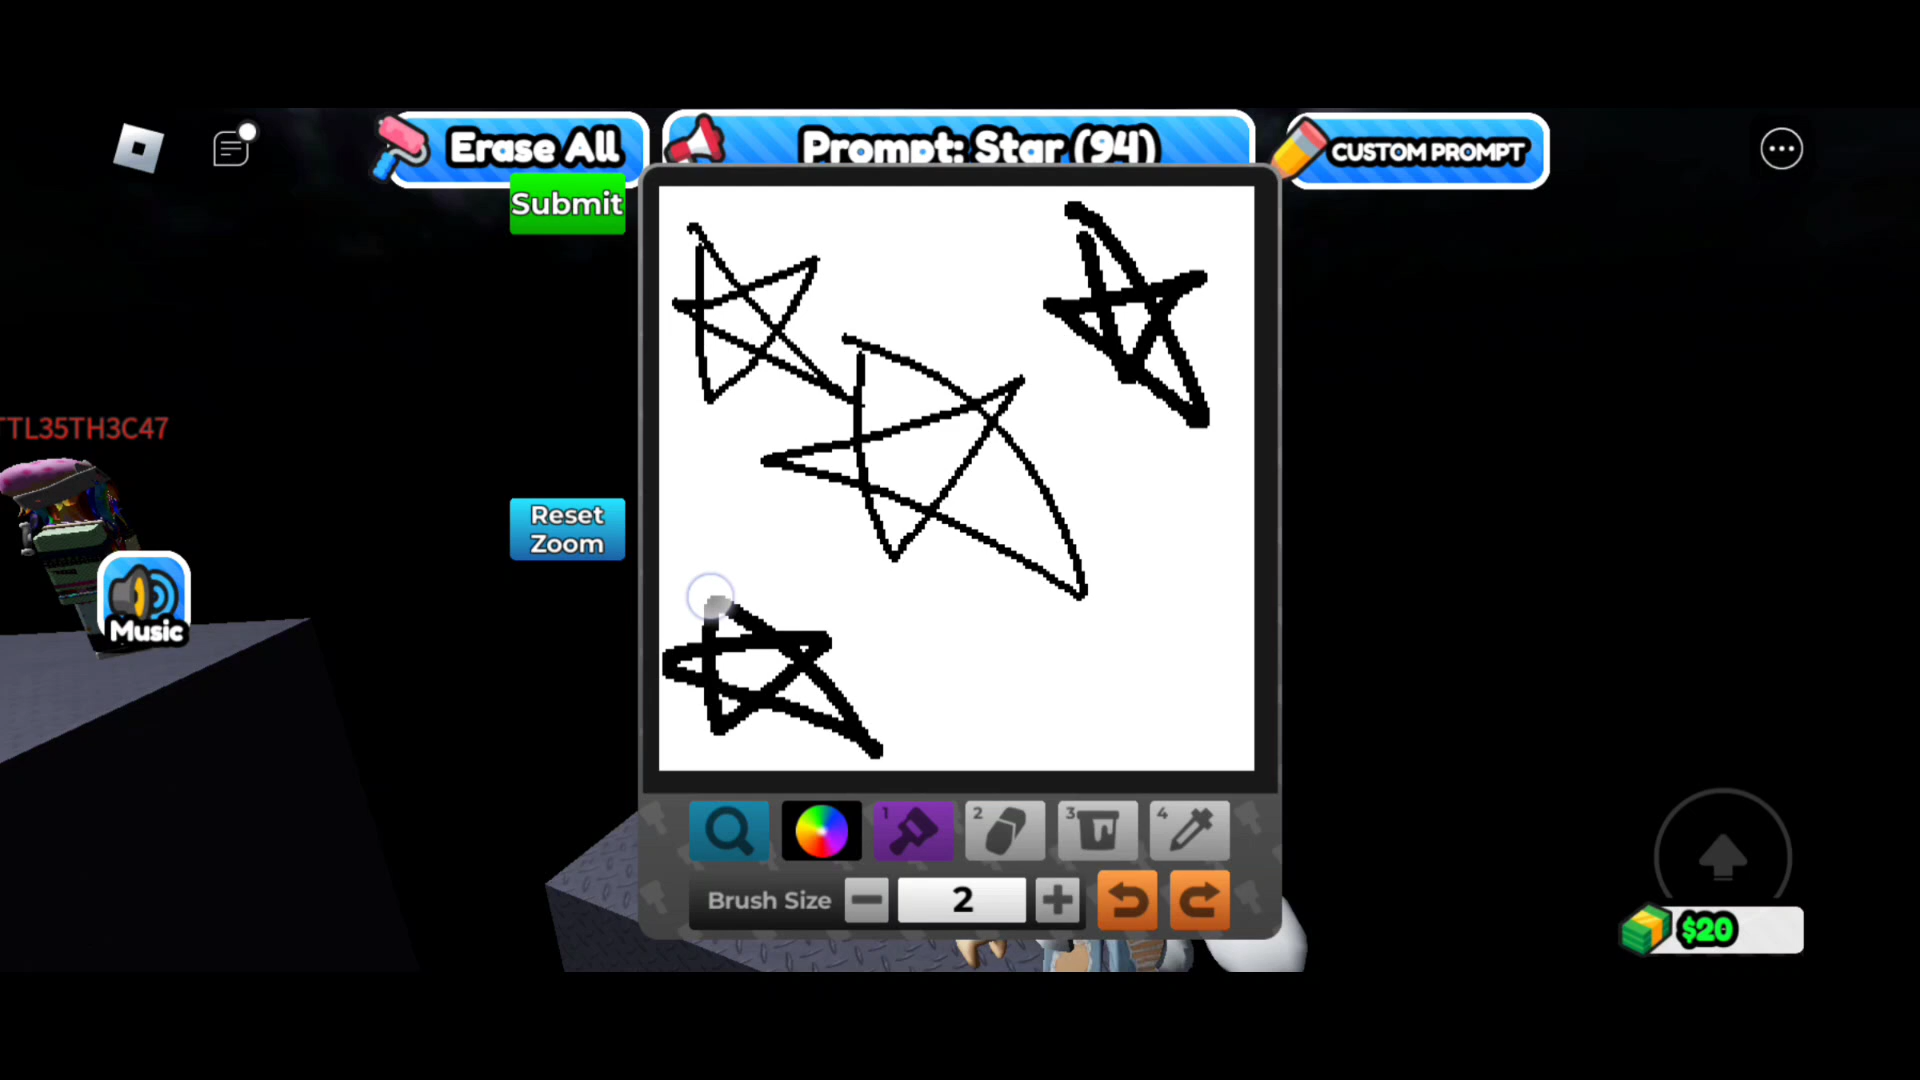 Erase All
Prompt: Star (94)
CUSTOM PROMPT
Submit
TTL35TH3C47
Reset
Zoom
Music
1
2
3
4
Brush Size
2
$20